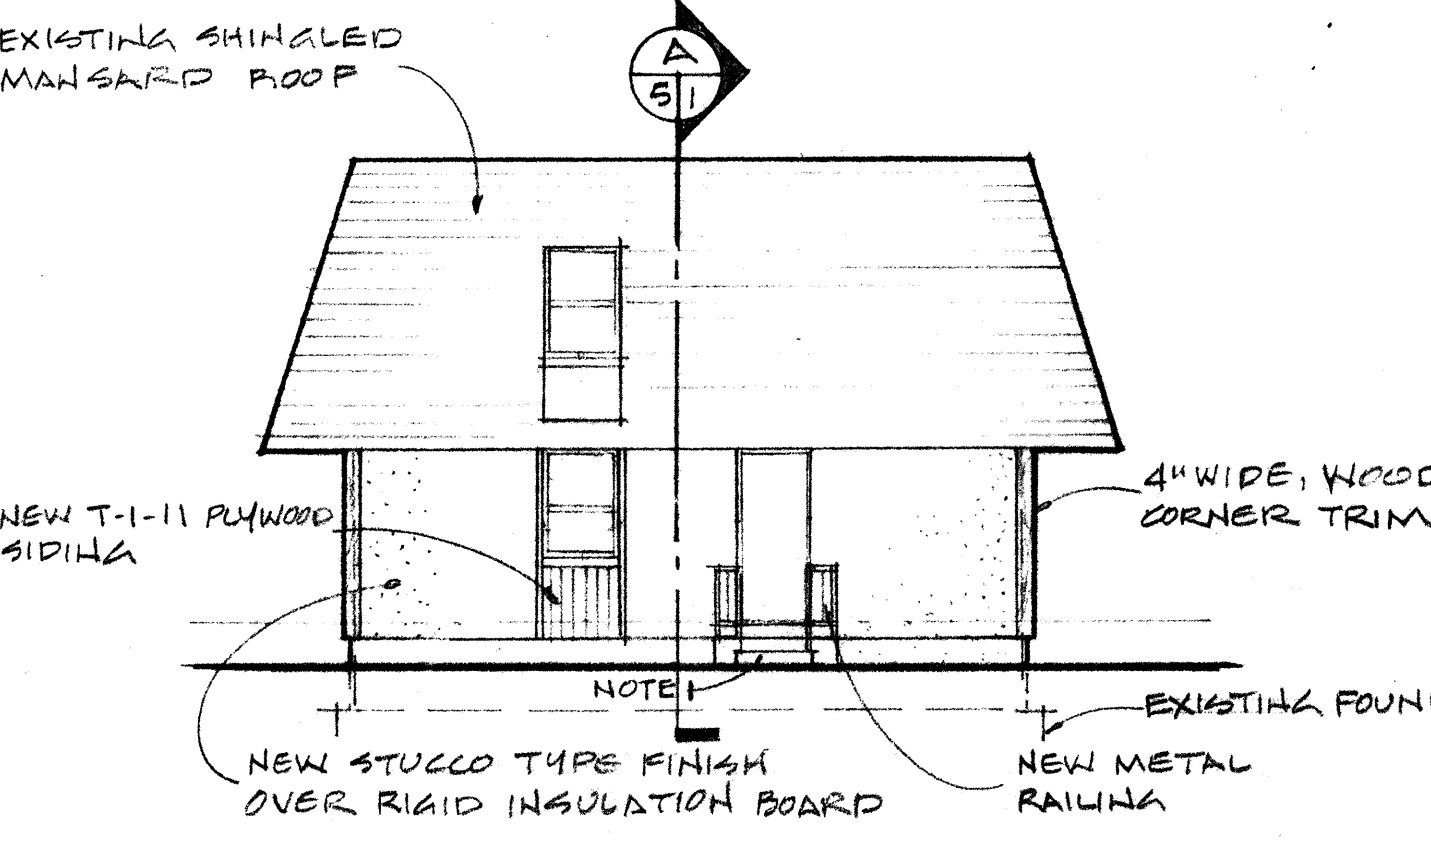 EXISTING SHINGLED
MANSARD ROOF
A
5 1
4" WIDE, WOOD
CORNER TRIM
NEW T-1-11 PLYWOOD
SIDING
NOTE 1
EXISTING FOUN
NEW STUCCO TYPE FINISH
OVER RIGID INSULATION BOARD
NEW METAL
RAILING